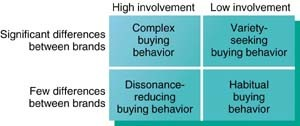 High involvement Low involvement
Significant differences
between brands
Complex
buying
behavior
Variety-
seeking
buying behavior
Few differences
between brands
Dissonance-
reducing
buying behavior
Habitual
buying
behavior